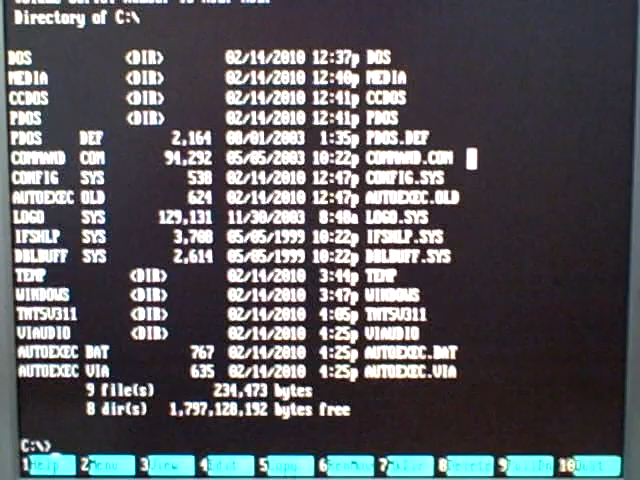 Directory of C:\
DOS <DIR> 02/14/2010 12:37p DOS
MEDIA <DIR> 02/14/2010 12:40p MEDIA
CCDOS <DIR> 02/14/2010 12:41p CCDOS
PDOS <DIR> 02/14/2010 12:41p PDOS
PDOS DEF 2,164 08/01/2003 1:35p PDOS.DEF
COMMAND COM 94,292 05/05/2003 10:22p COMMAND.COM
CONFIG SYS 538 02/14/2010 12:47p CONFIG.SYS
AUTOEXEC OLD 624 02/14/2010 12:47p AUTOEXEC.OLD
LOGO SYS 129,131 11/30/2003 8:48a LOGO.SYS
IFSHLP SYS 3,708 05/05/1999 10:22p IFSHLP.SYS
DBLBUFF SYS 2,614 05/05/1999 10:22p DBLBUFF.SYS
TEMP <DIR> 02/14/2010 3:44p TEMP
WINDOWS <DIR> 02/14/2010 3:47p WINDOWS
TNTSV311 <DIR> 02/14/2010 4:05p TNTSV311
VIAUDIO <DIR> 02/14/2010 4:25p VIAUDIO
AUTOEXEC BAT 767 02/14/2010 4:25p AUTOEXEC.BAT
AUTOEXEC VIA 635 02/14/2010 4:25p AUTOEXEC.VIA
9 file(s) 234,473 bytes
8 dir(s) 1,797,128,192 bytes free
C:\>
1Help 2Menu 3View 4Edit 5Copy 6RenMov 7MkDir 8Delete 9PullDn 10Quit